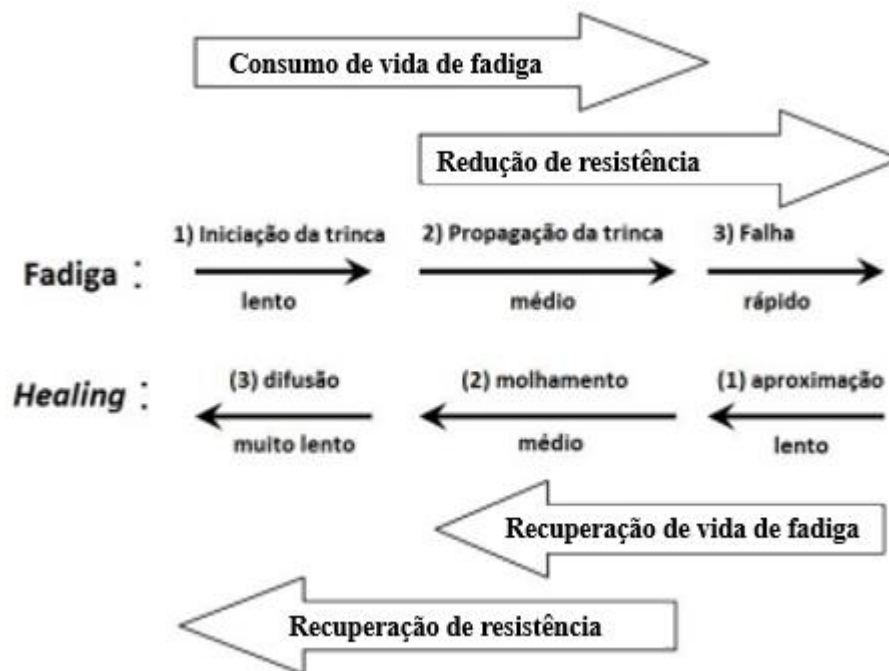 Consumo de vida de fadiga
Redução de resistência
1) Iniciação da trinca 2) Propagação da trinca 3) Falha
Fadiga :
lento médio rápido
(3) difusão (2) molhamento (1) aproximação
Healing :
muito lento médio lento
Recuperação de vida de fadiga
Recuperação de resistência